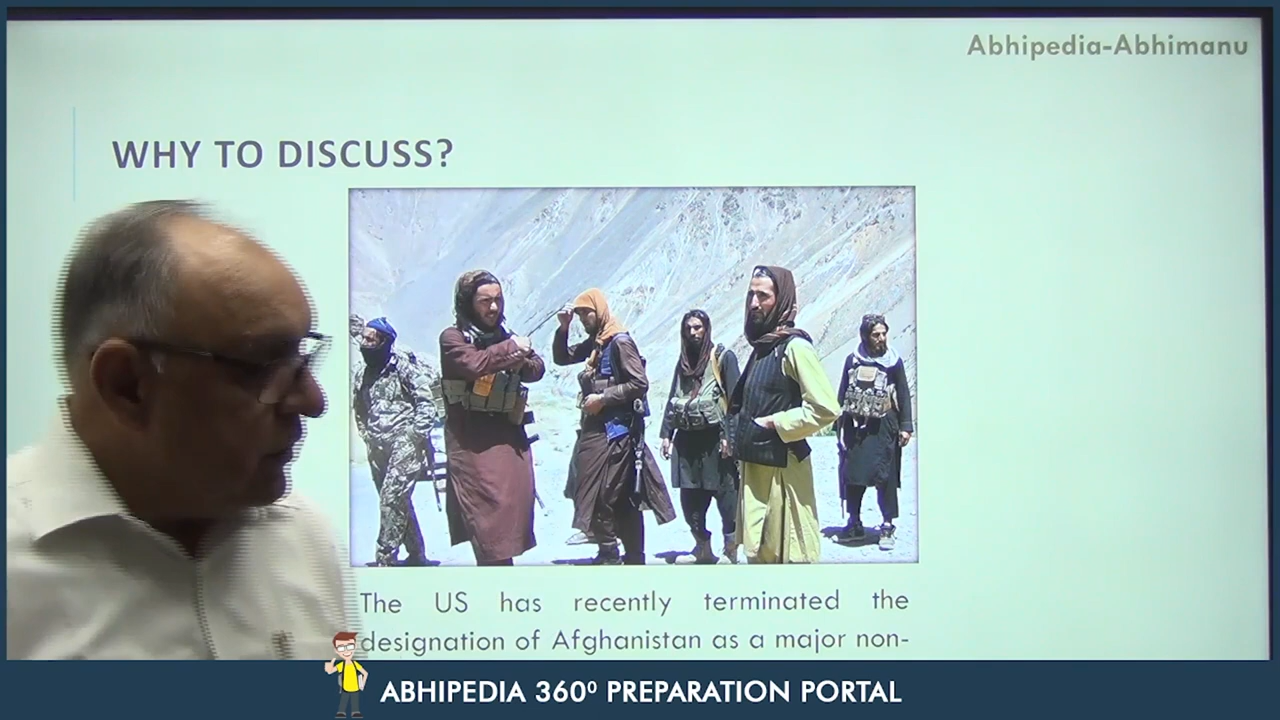 Abhipedia-Abhimanu
WHY TO DISCUSS?
The US has recently terminated the
designation of Afghanistan as a major non-
ABHIPEDIA 360⁰ PREPARATION PORTAL